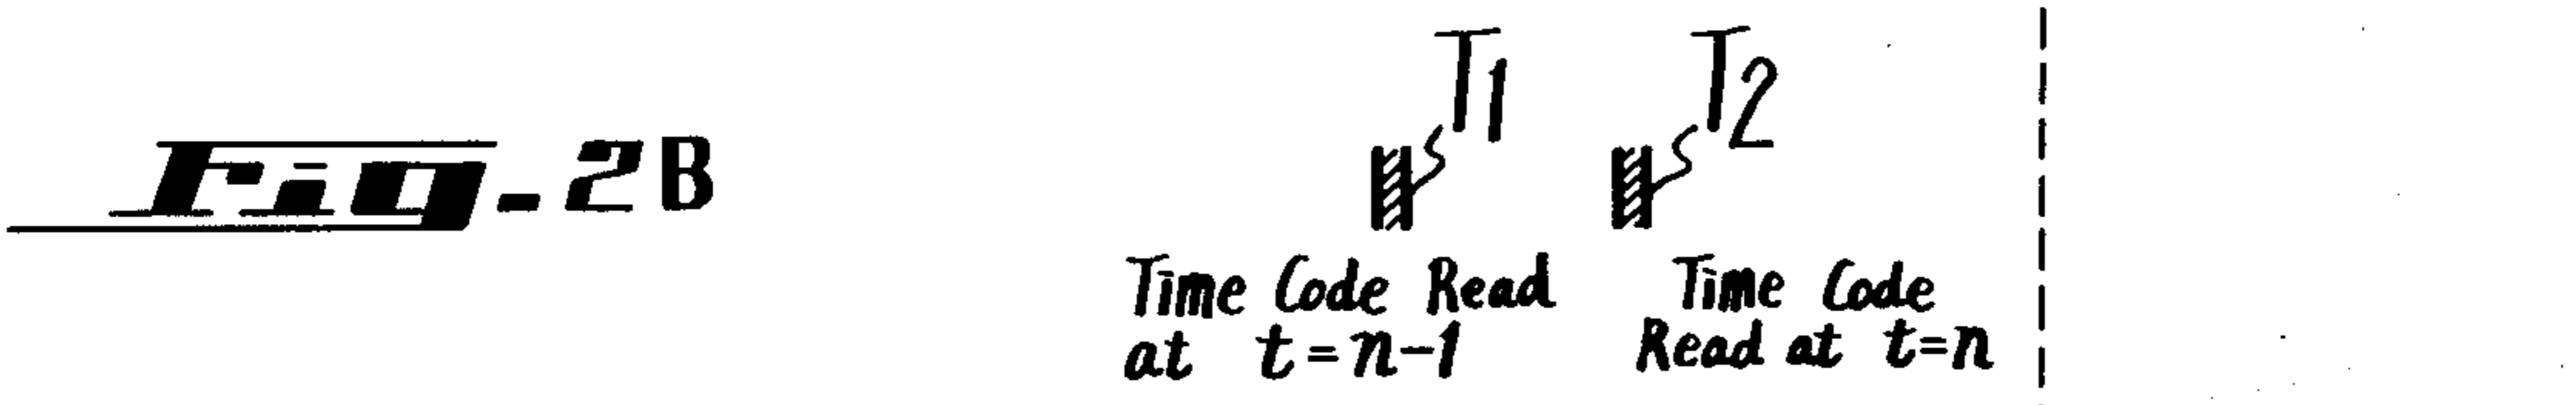 Fig. 2B
T1 T2
Time Code Read
at t=n-1
Time Code
Read at t=n